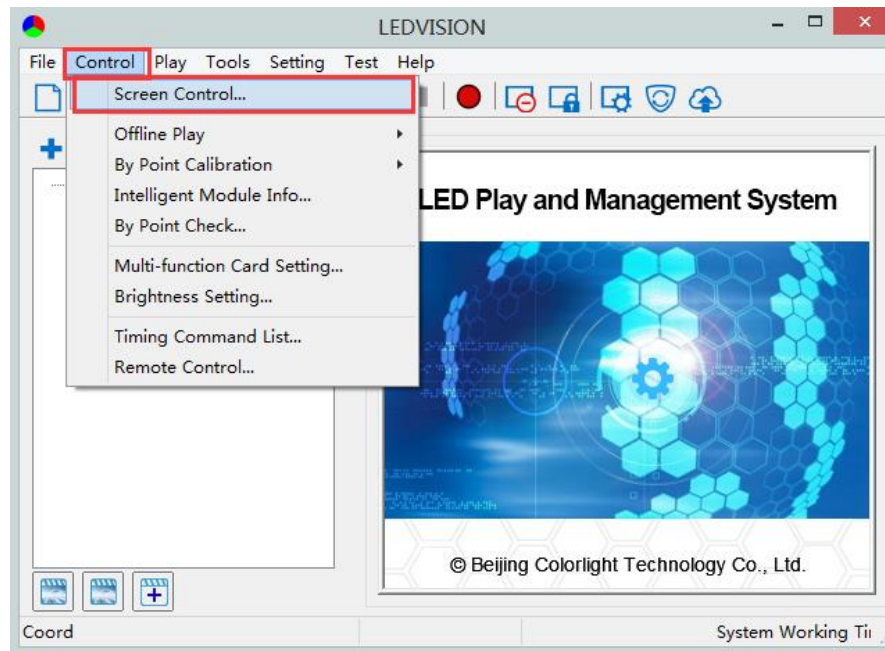 LEDVISION
File Control Play Tools Setting Test Help
Screen Control...
Offline Play
By Point Calibration
Intelligent Module Info...
By Point Check...
Multi-function Card Setting...
Brightness Setting...
Timing Command List...
Remote Control...
LED Play and Management System
© Beijing Colorlight Technology Co., Ltd.
Coord
System Working